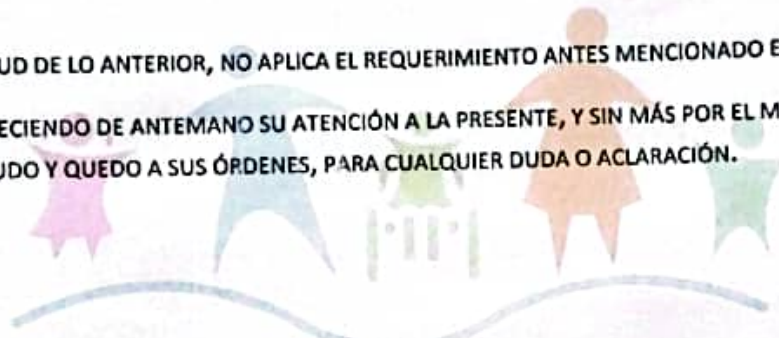 UD DE LO ANTERIOR, NO APLICA EL REQUERIMIENTO ANTES MENCIONADO E
ECIENDO DE ANTEMANO SU ATENCIÓN A LA PRESENTE, Y SIN MÁS POR EL M
UDO Y QUEDO A SUS ÓRDENES, PARA CUALQUIER DUDA O ACLARACIÓN.